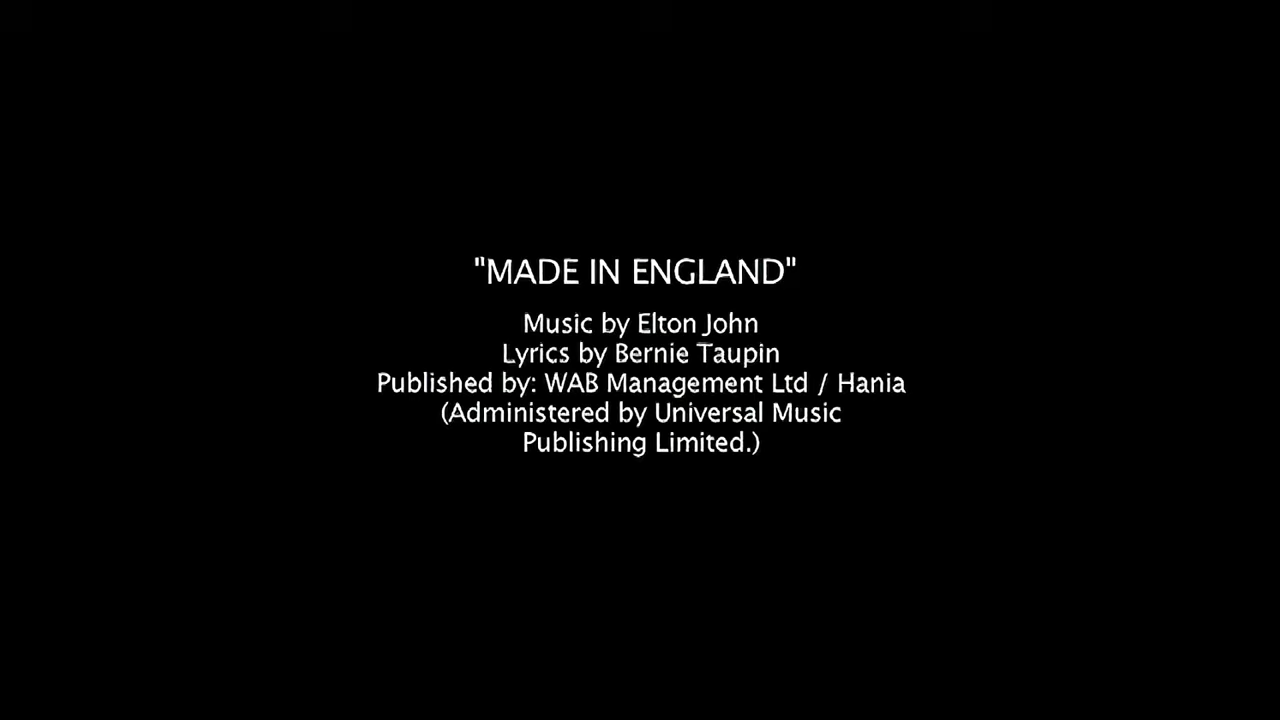 "MADE IN ENGLAND"
Music by Elton John
Lyrics by Bernie Taupin
Published by: WAB Management Ltd / Hania
(Administered by Universal Music
Publishing Limited.)